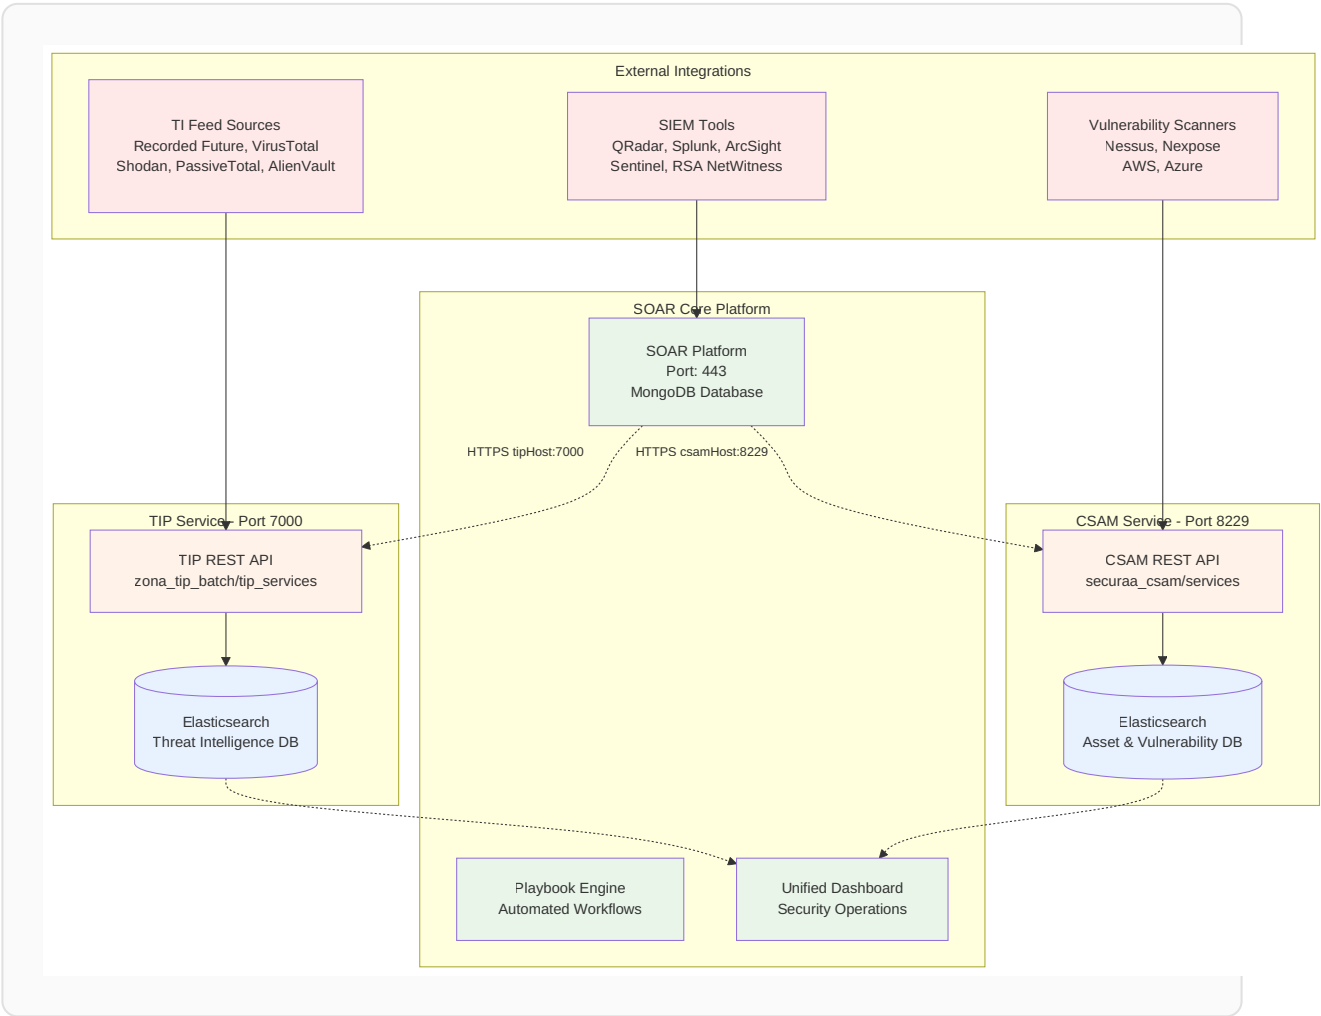 External Integrations
TI Feed Sources
Recorded Future, VirusTotal
Shodan, PassiveTotal, AlienVault
SIEM Tools
QRadar, Splunk, ArcSight
Sentinel, RSA NetWitness
Vulnerability Scanners
Nessus, Nexpose
AWS, Azure
SOAR Core Platform
SOAR Platform
Port: 443
MongoDB Database
HTTPS tipHost:7000
HTTPS csamHost:8229
TIP Service - Port 7000
TIP REST API
zona_tip_batch/tip_services
Elasticsearch
Threat Intelligence DB
CSAM Service - Port 8229
CSAM REST API
securaa_csam/services
Elasticsearch
Asset & Vulnerability DB
Playbook Engine
Automated Workflows
Unified Dashboard
Security Operations